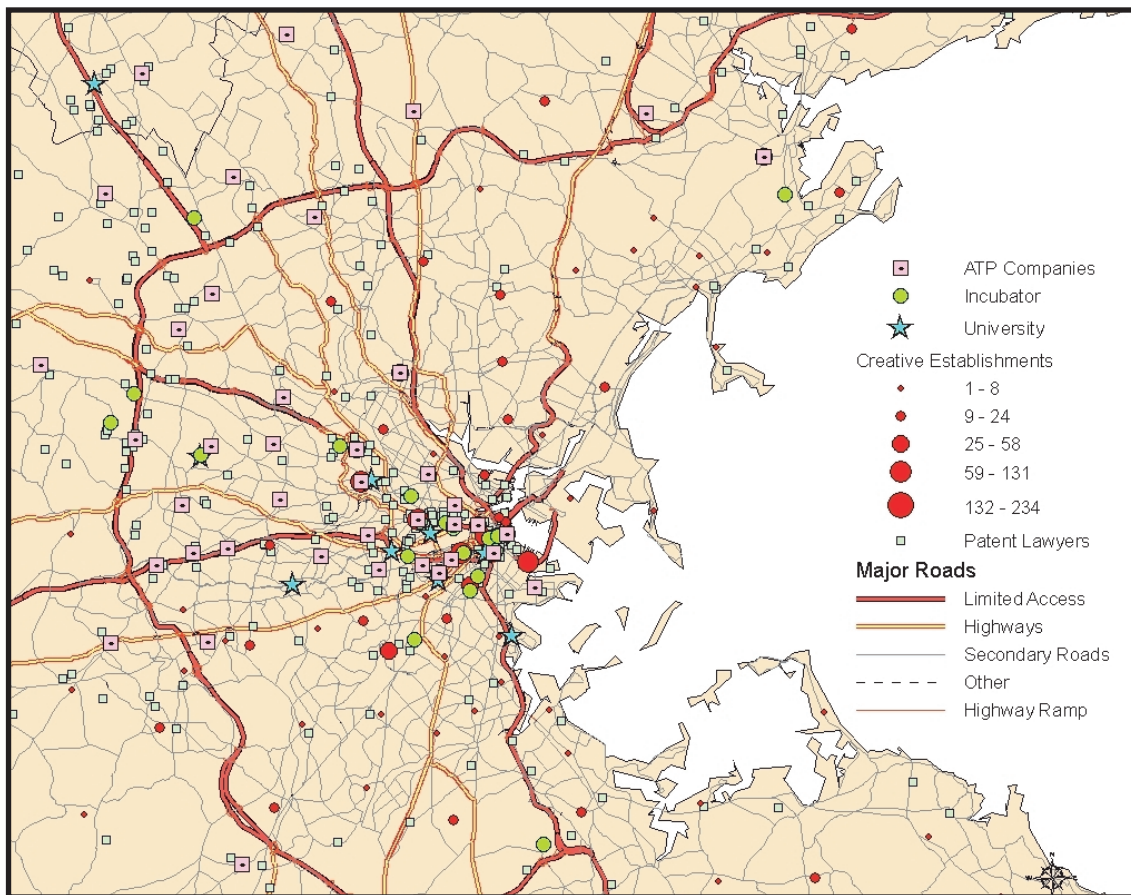 ATP Companies
Incubator
University
Creative Establishments
1 - 8
9 - 24
25 - 58
59 - 131
132 - 234
Patent Lawyers
Major Roads
Limited Access
Highways
Secondary Roads
Other
Highway Ramp
N
W E
S